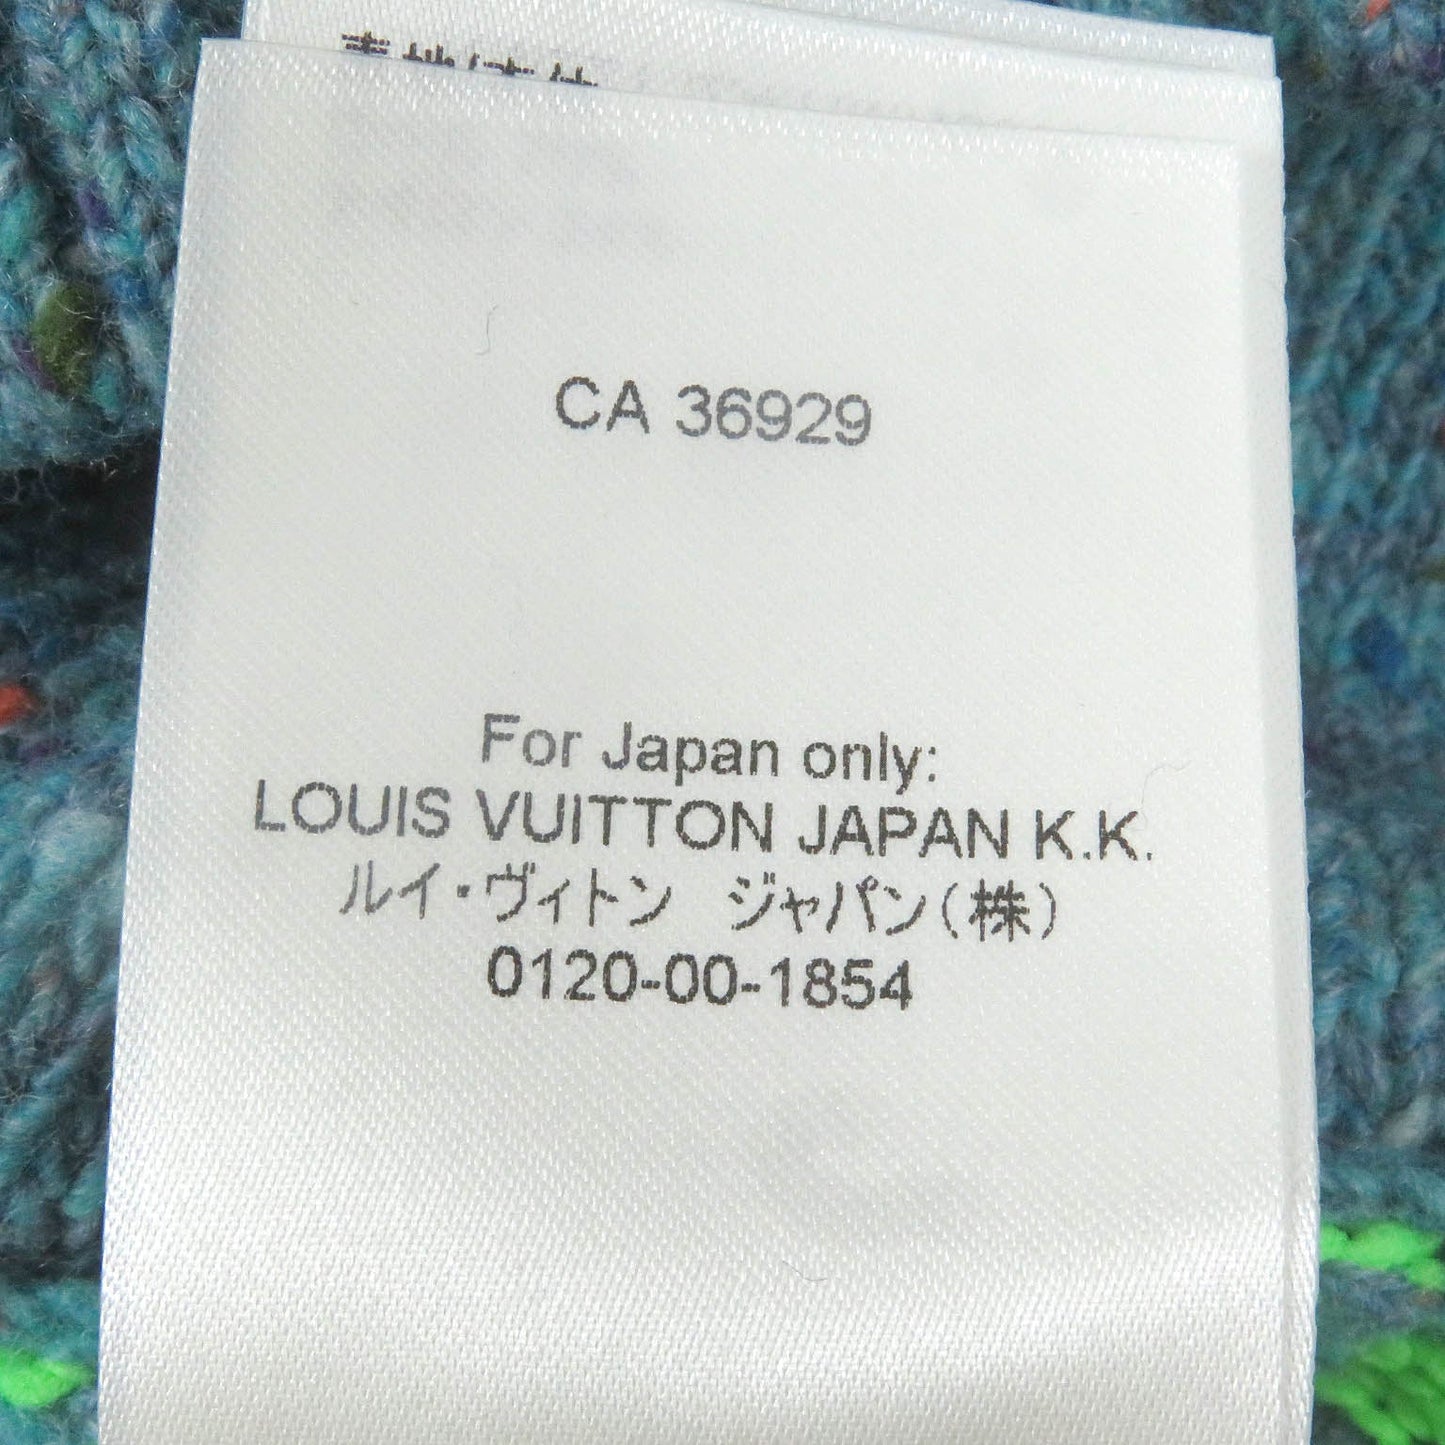 CA 36929
For Japan only:
LOUIS VUITTON JAPAN K.K.
ルイ・ヴィトン　ジャパン(株)
0120-00-1854